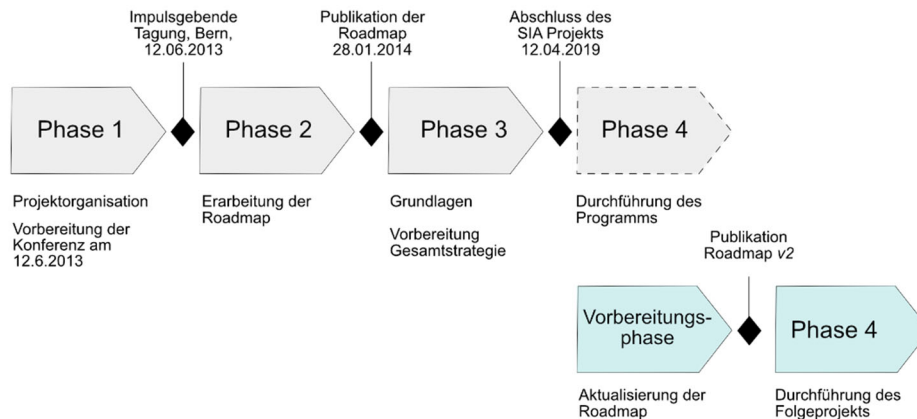 Impulsgebende
Tagung, Bern,
12.06.2013
Publikation der
Roadmap
28.01.2014
Abschluss des
SIA Projekts
12.04.2019
Phase 1
Phase 2
Phase 3
Phase 4
Projektorganisation
Vorbereitung der
Konferenz am
12.6.2013
Erarbeitung der
Roadmap
Grundlagen
Vorbereitung
Gesamtstrategie
Durchführung des
Programms
Publikation
Roadmap v2
Vorbereitungs-
phase
Phase 4
Aktualisierung der
Roadmap
Durchführung des
Folgeprojekts